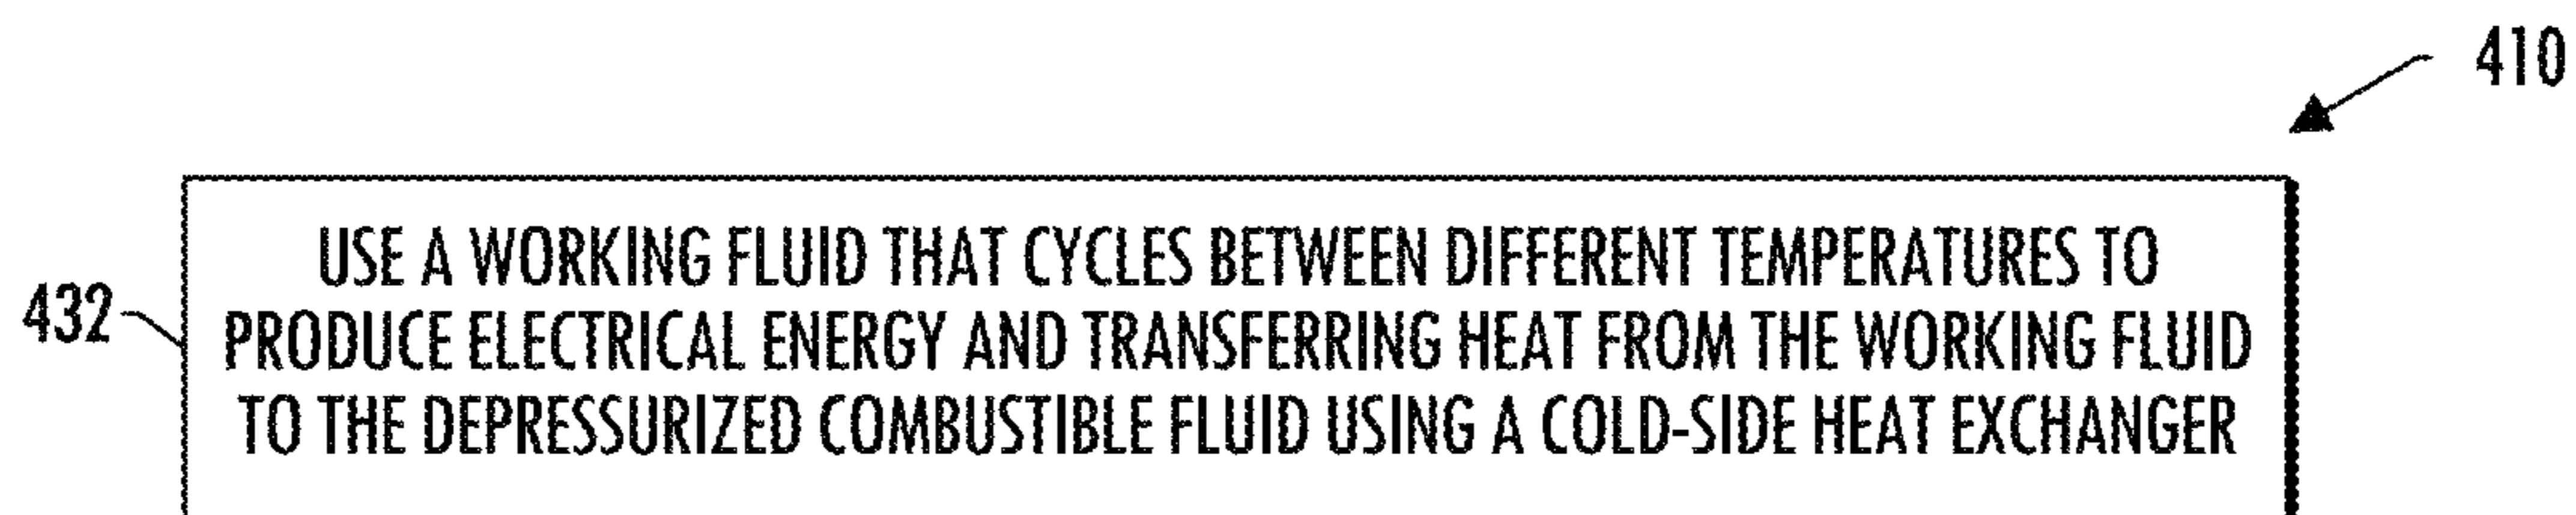 410
USE A WORKING FLUID THAT CYCLES BETWEEN DIFFERENT TEMPERATURES TO
432 PRODUCE ELECTRICAL ENERGY AND TRANSFERRING HEAT FROM THE WORKING FLUID
TO THE DEPRESSURIZED COMBUSTIBLE FLUID USING A COLD-SIDE HEAT EXCHANGER